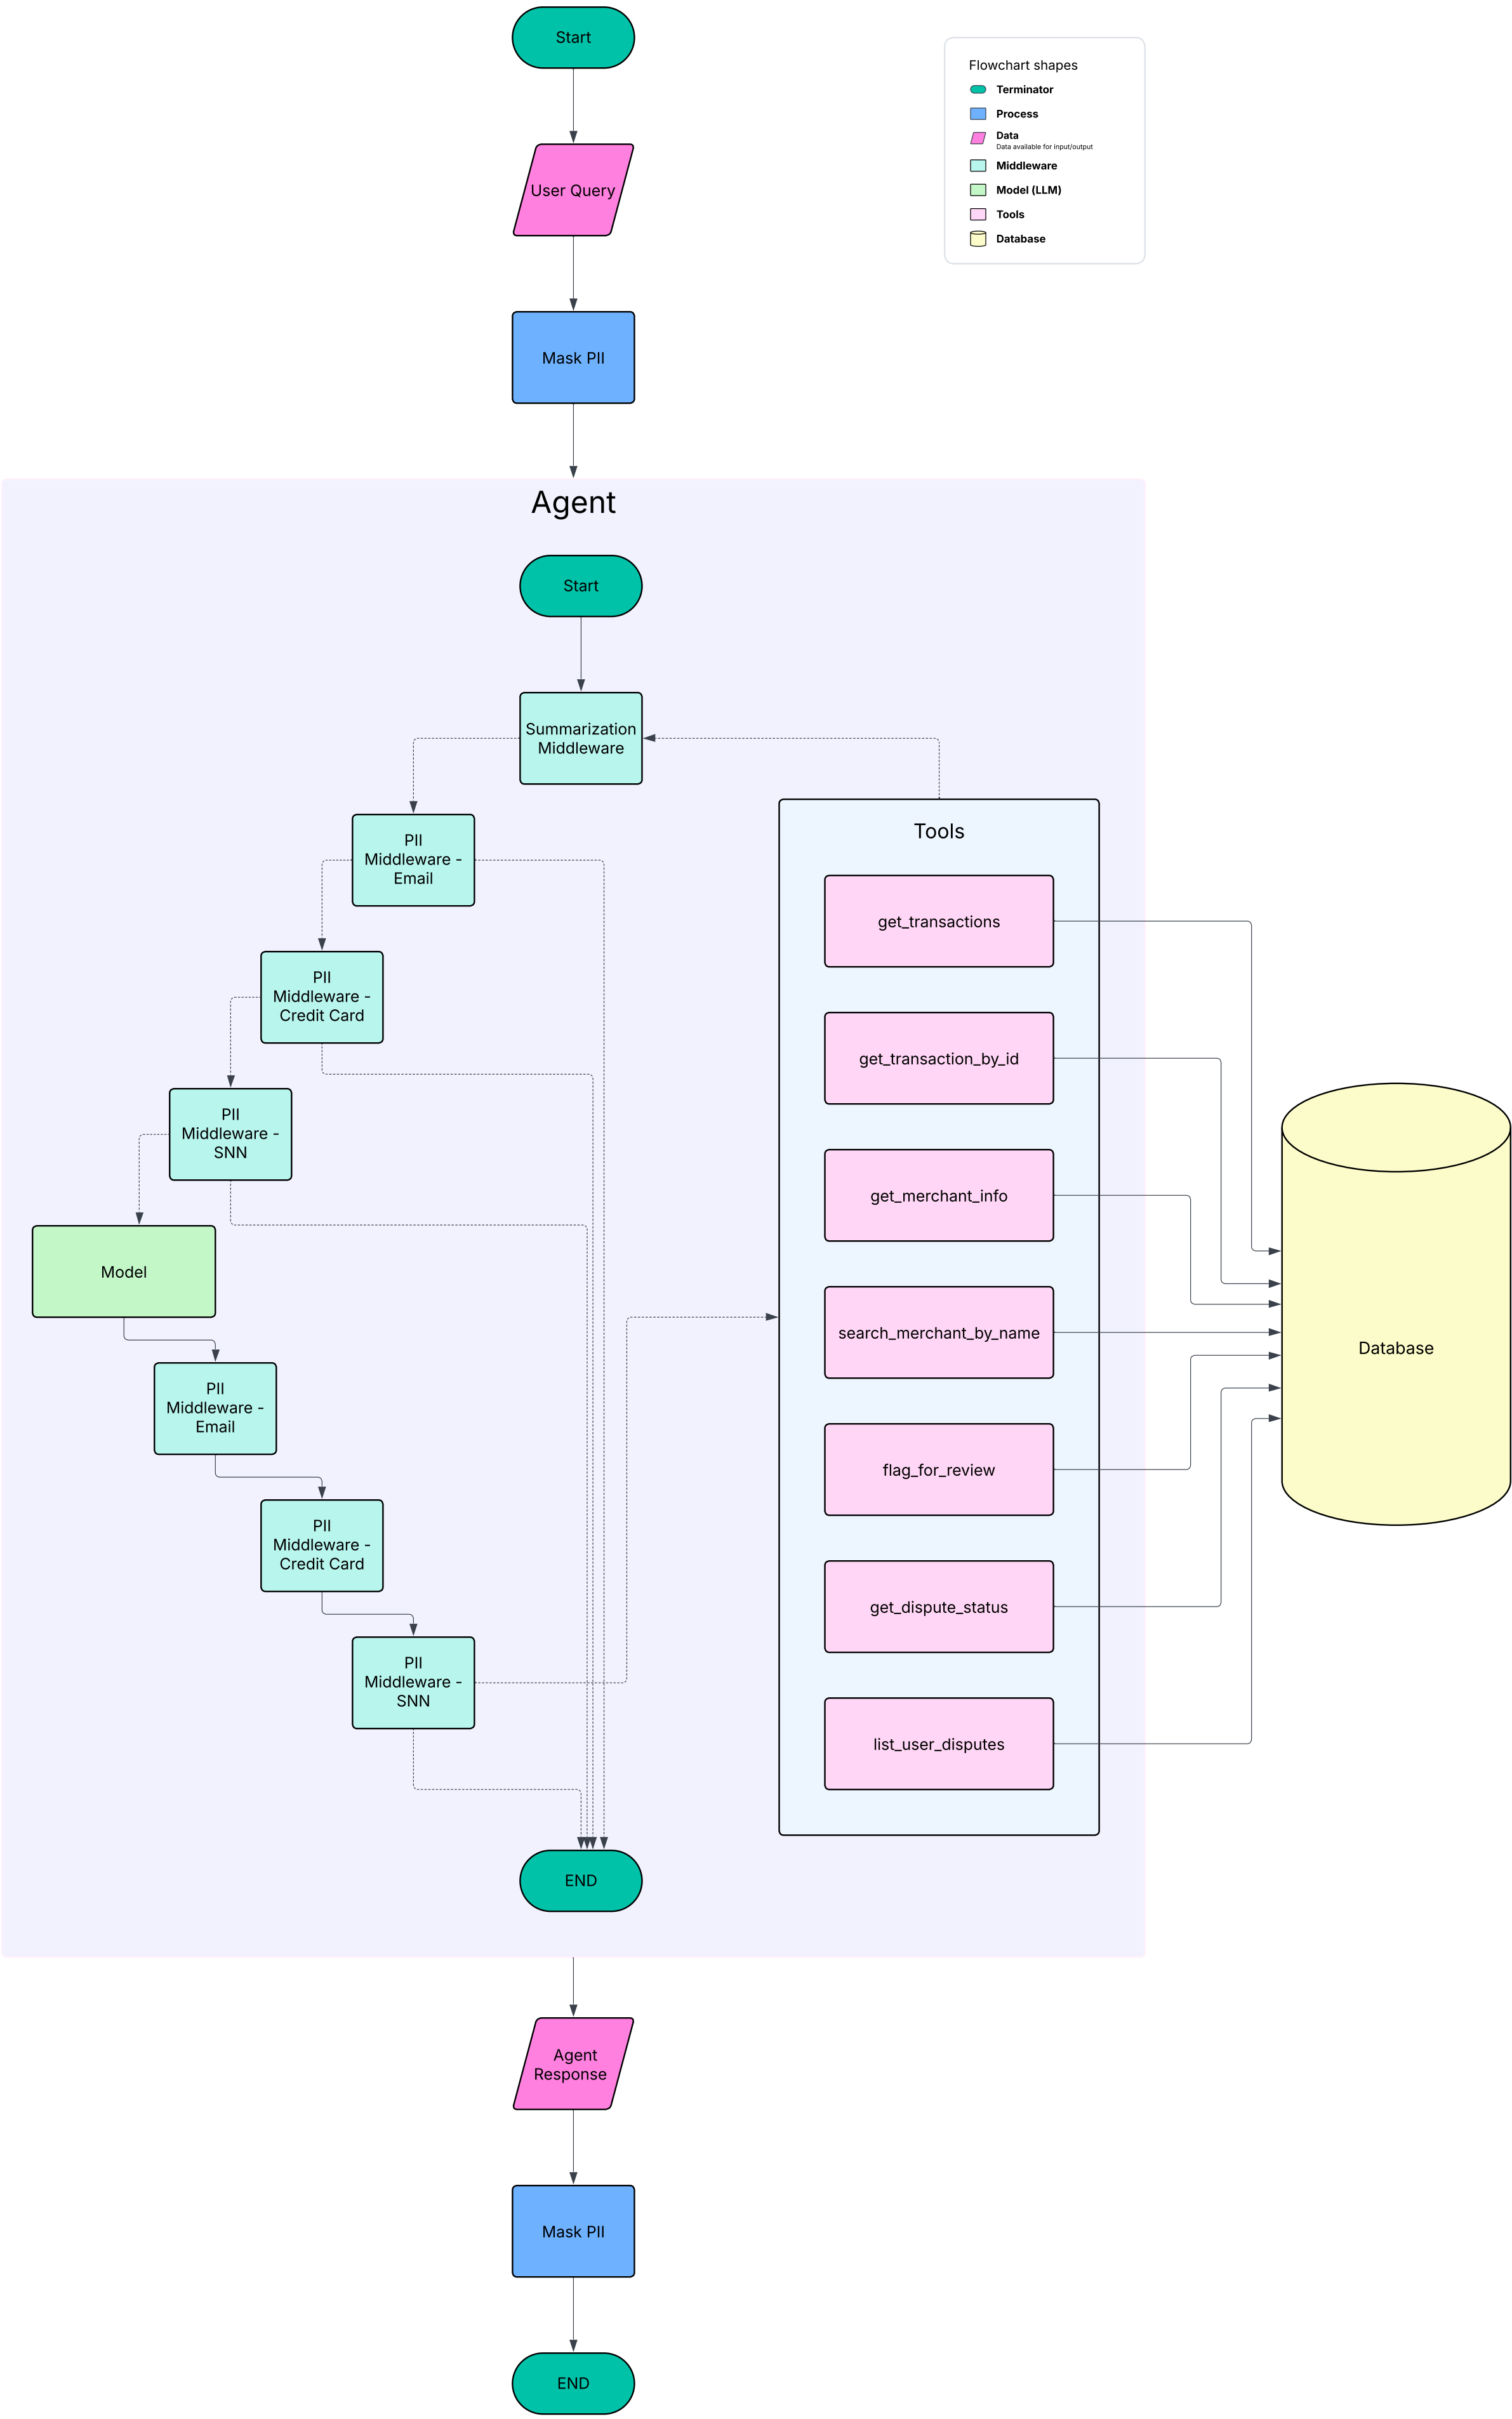 Start
Flowchart shapes
Terminator
Process
Data
Data available for input/output
Middleware
Model (LLM)
Tools
Database
User Query
Mask PII
Agent
Start
Summarization
Middleware
PII
Middleware -
Email
PII
Middleware -
Credit Card
PII
Middleware -
SNN
Model
PII
Middleware -
Email
PII
Middleware -
Credit Card
PII
Middleware -
SNN
END
Tools
get_transactions
get_transaction_by_id
get_merchant_info
search_merchant_by_name
flag_for_review
get_dispute_status
list_user_disputes
Database
Agent
Response
Mask PII
END